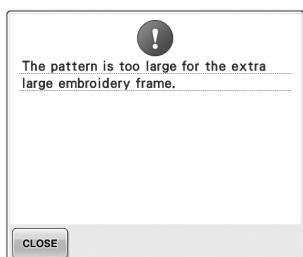 The pattern is too large for the extra
large embroidery frame.
CLOSE